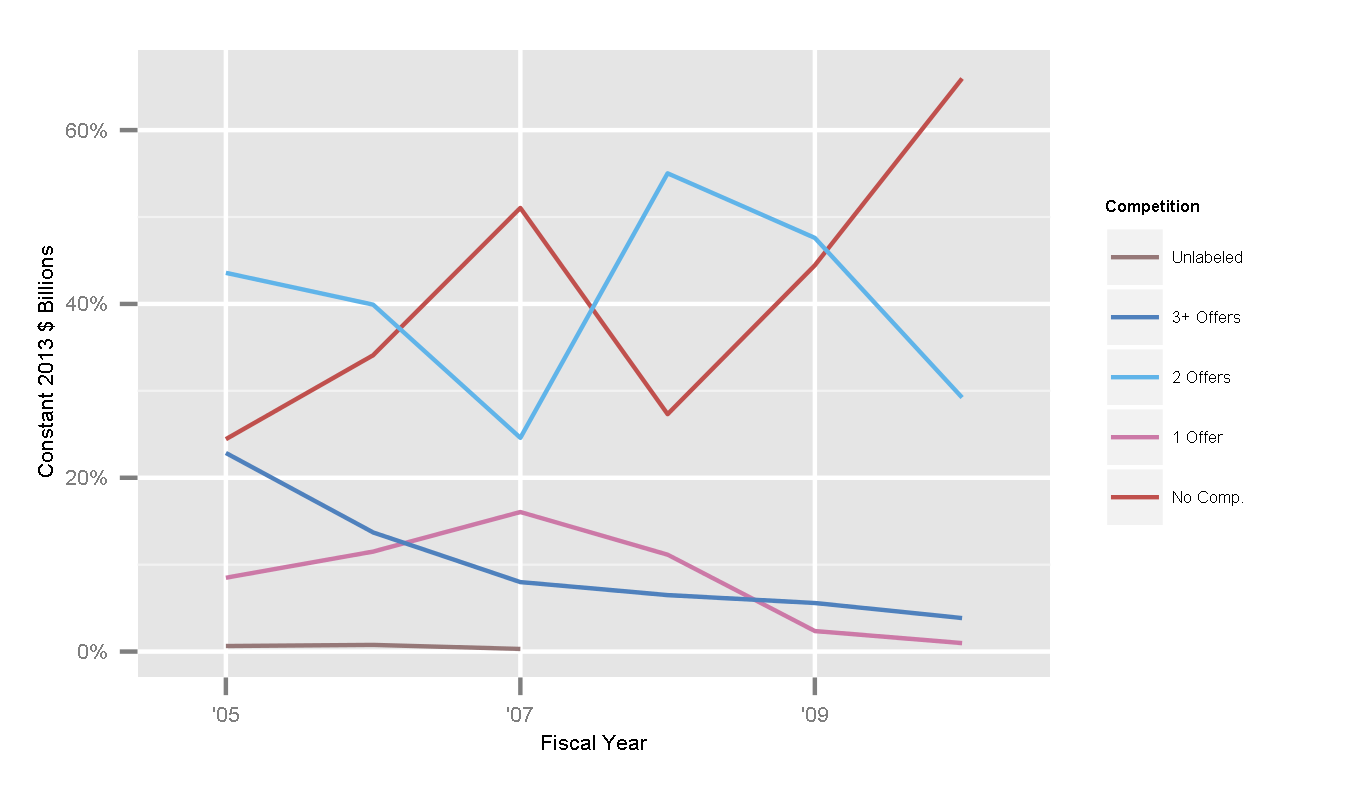 60%
40%
20%
0%
Constant 2013 $ Billions
'05
'07
'09
Fiscal Year
Competition
Unlabeled
3+ Offers
2 Offers
1 Offer
No Comp.